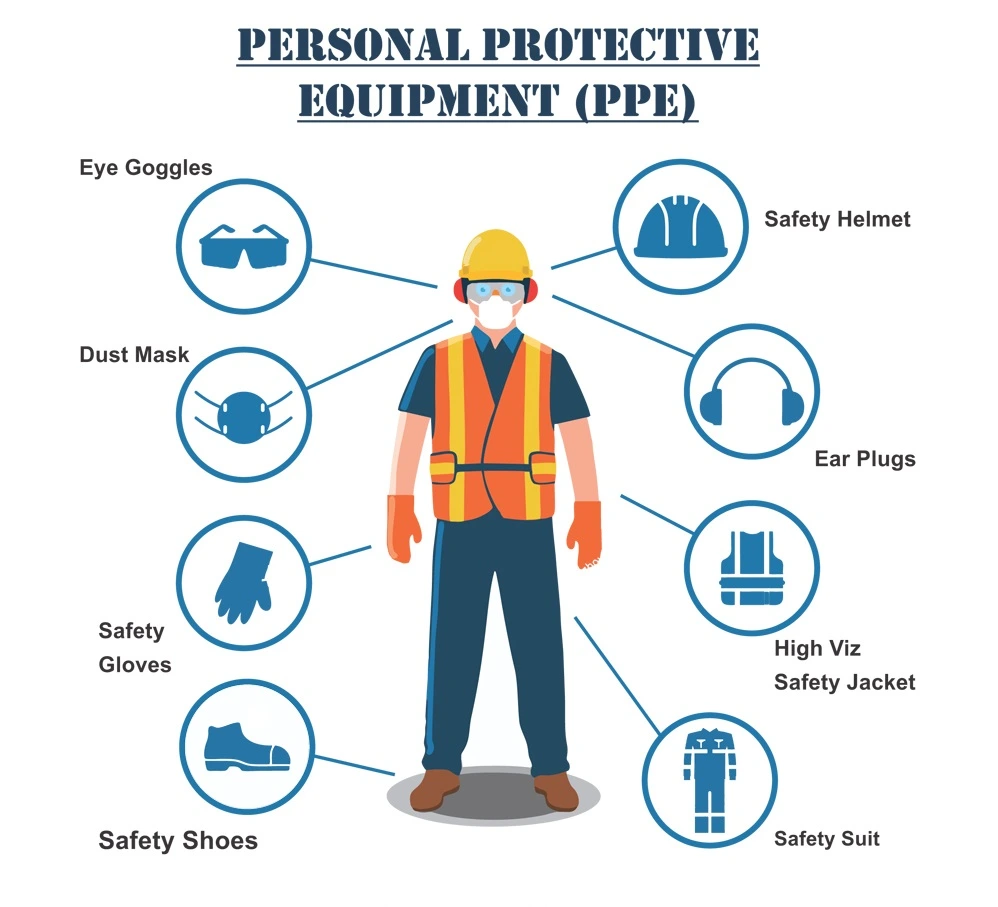 PERSONAL PROTECTIVE
EQUIPMENT (PPE)
Eye Goggles
Safety Helmet
Dust Mask
Ear Plugs
Safety
Gloves
High Viz
Safety Jacket
Safety Shoes
Safety Suit